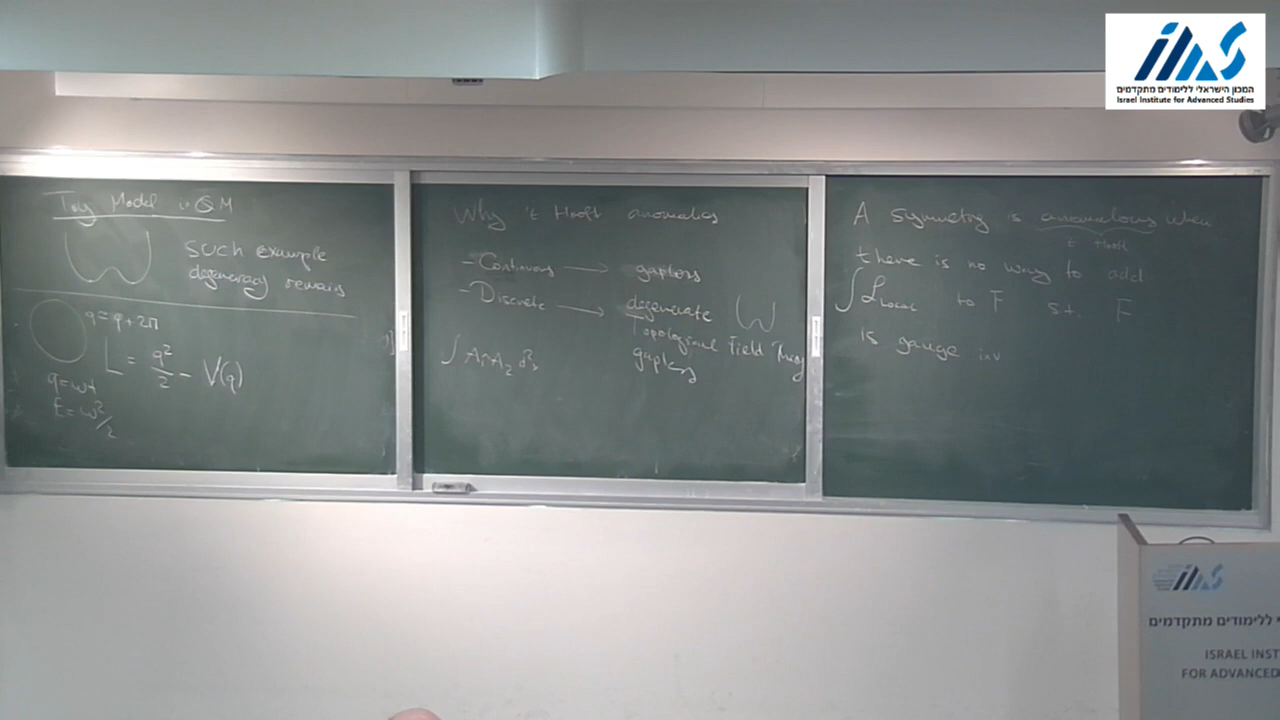 Toy Model in QM
such example
degeneracy remains
q = φ + 2π
L = q²/2 - V(q)
q = ωt
E = ω²/2
Why 't Hooft anomalies
- Continuous → gapless
- Discrete → degenerate
Topological Field Theory
gapless
∫ A₁∧A₂ d³x
A symmetry is anomalous when
't Hooft
there is no way to add
∫ L_local to F s.t. F
is gauge inv
המכון הישראלי ללימודים מתקדמים
Israel Institute for Advanced Studies
ללימודים מתקדמים
ISRAEL INST
FOR ADVANCED